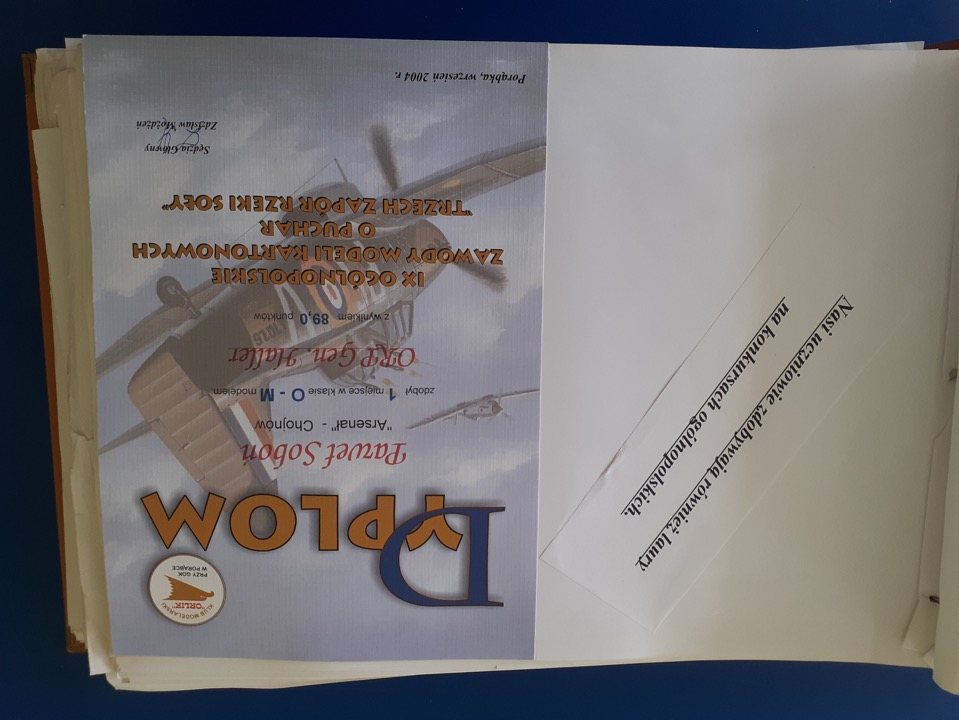 KLUB MODELARSKI
"ORLIK"
PRZY GOK
W PORĄBCE
DYPLOM
Paweł Soboń
"Arsenał" - Chojnów
zdobył 1 miejsce w klasie O - M modelem:
ORP Gen. Haller
z wynikiem 89,0 punktów
IX OGÓLNOPOLSKIE
ZAWODY MODELI KARTONOWYCH
O PUCHAR
"TRZECH ZAPÓR RZEKI SOŁY"
Sędzia Główny
Zdzisław Możdżeń
Porąbka, wrzesień 2004 r.
Nasi uczniowie zdobywają również laury
na konkursach ogólnopolskich.